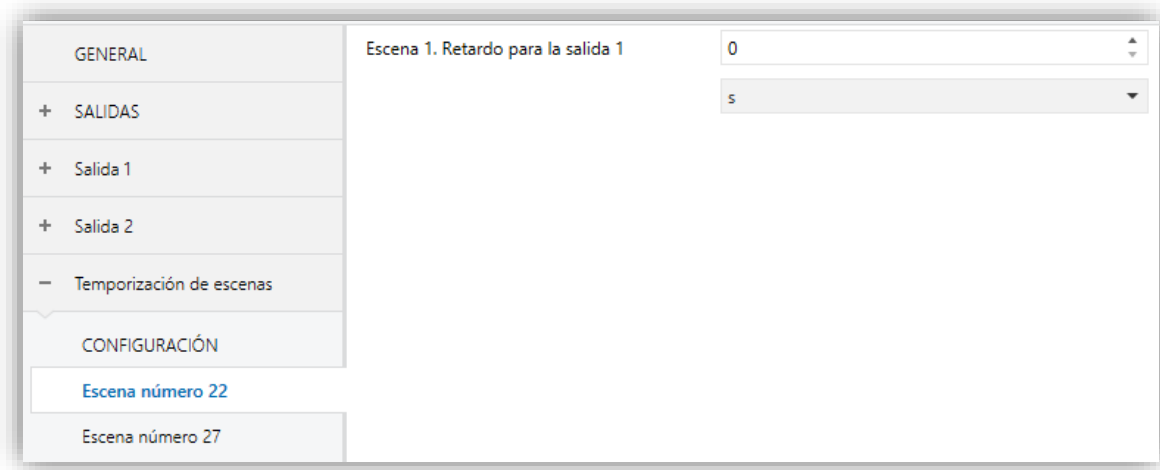 GENERAL
+ SALIDAS
+ Salida 1
+ Salida 2
− Temporización de escenas
CONFIGURACIÓN
Escena número 22
Escena número 27
Escena 1. Retardo para la salida 1
0
s